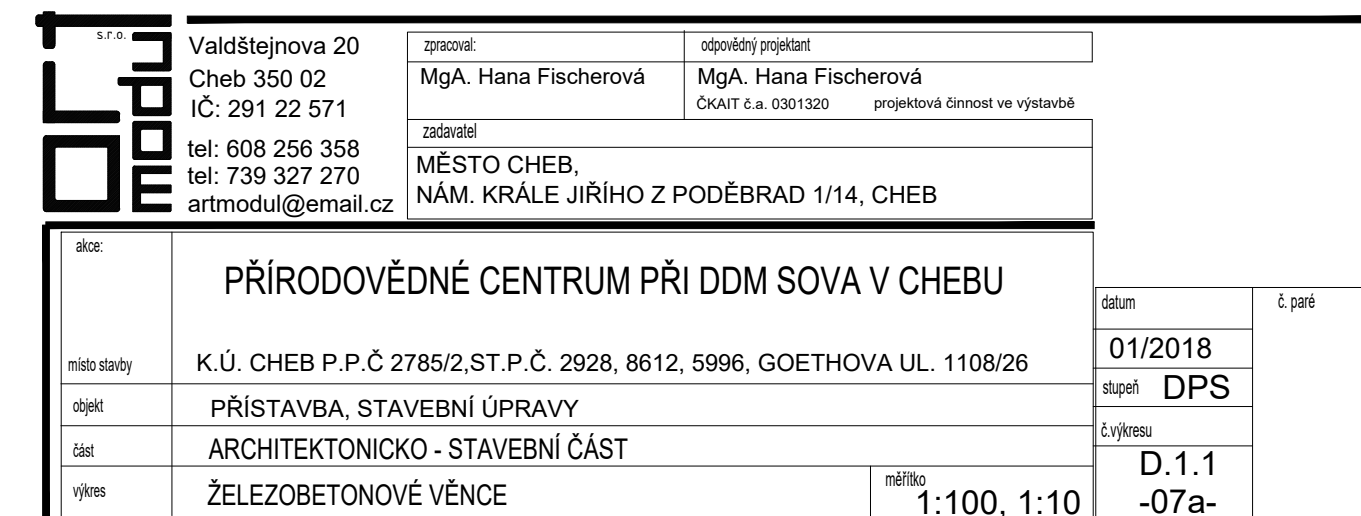 s.r.o.
art
modul
Valdštejnova 20
Cheb 350 02
IČ: 291 22 571
tel: 608 256 358
tel: 739 327 270
artmodul@email.cz
zpracoval:
MgA. Hana Fischerová
odpovědný projektant
MgA. Hana Fischerová
ČKAIT č.a. 0301320 projektová činnost ve výstavbě
zadavatel
MĚSTO CHEB,
NÁM. KRÁLE JIŘÍHO Z PODĚBRAD 1/14, CHEB
akce:
PŘÍRODOVĚDNÉ CENTRUM PŘI DDM SOVA V CHEBU
místo stavby
K.Ú. CHEB P.P.Č 2785/2,ST.P.Č. 2928, 8612, 5996, GOETHOVA UL. 1108/26
objekt
PŘÍSTAVBA, STAVEBNÍ ÚPRAVY
část
ARCHITEKTONICKO - STAVEBNÍ ČÁST
výkres
ŽELEZOBETONOVÉ VĚNCE
měřítko
1:100, 1:10
datum
01/2018
stupeň DPS
č.výkresu
D.1.1
-07a-
č. paré